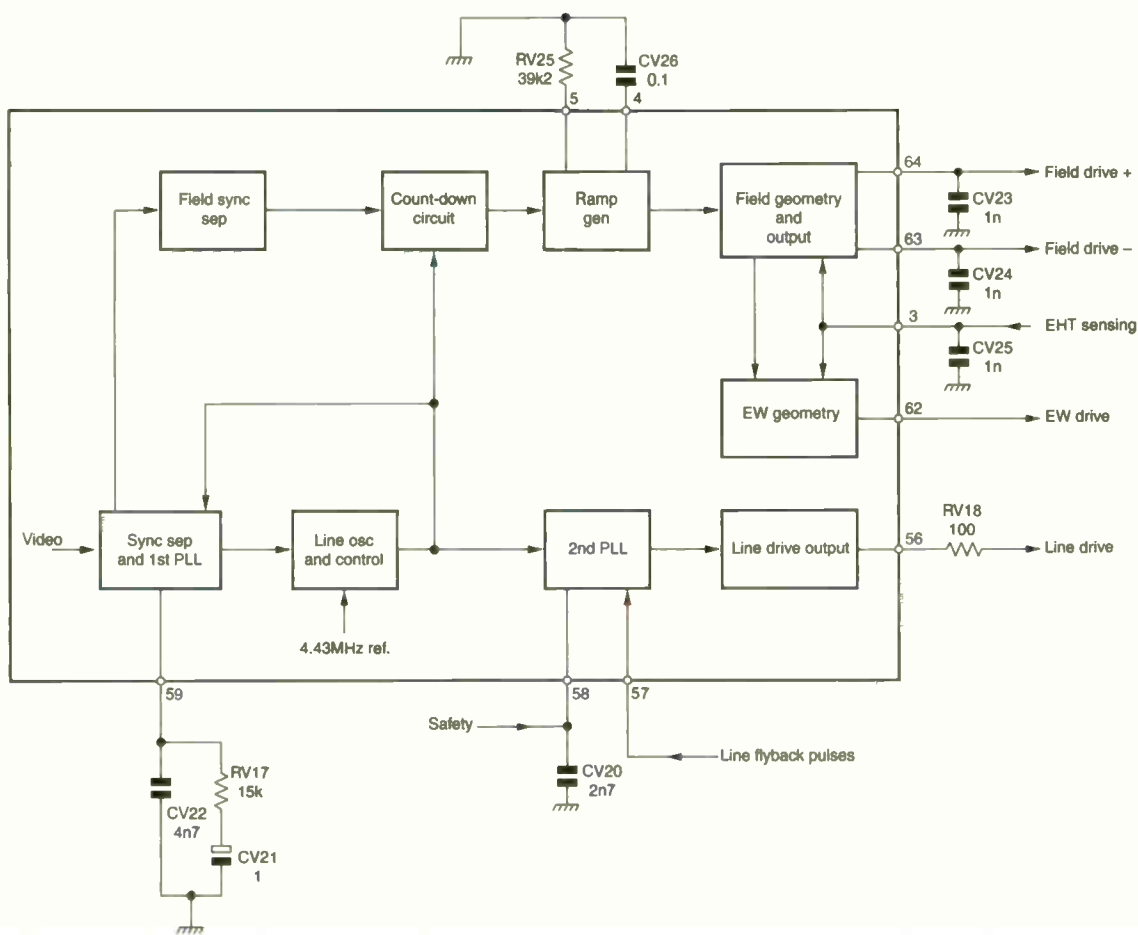 RV25
39k2
CV26
0.1
5
4
Field sync
sep
Count-down
circuit
Ramp
gen
Field geometry
and
output
64
Field drive +
CV23
1n
63
Field drive –
CV24
1n
3
EHT sensing
CV25
1n
EW geometry
62
EW drive
Video
Sync sep
and 1st PLL
Line osc
and control
2nd PLL
Line drive output
56
RV18
100
Line drive
4.43MHz ref.
59
58
57
Safety
Line flyback pulses
CV20
2n7
RV17
15k
CV22
4n7
CV21
1